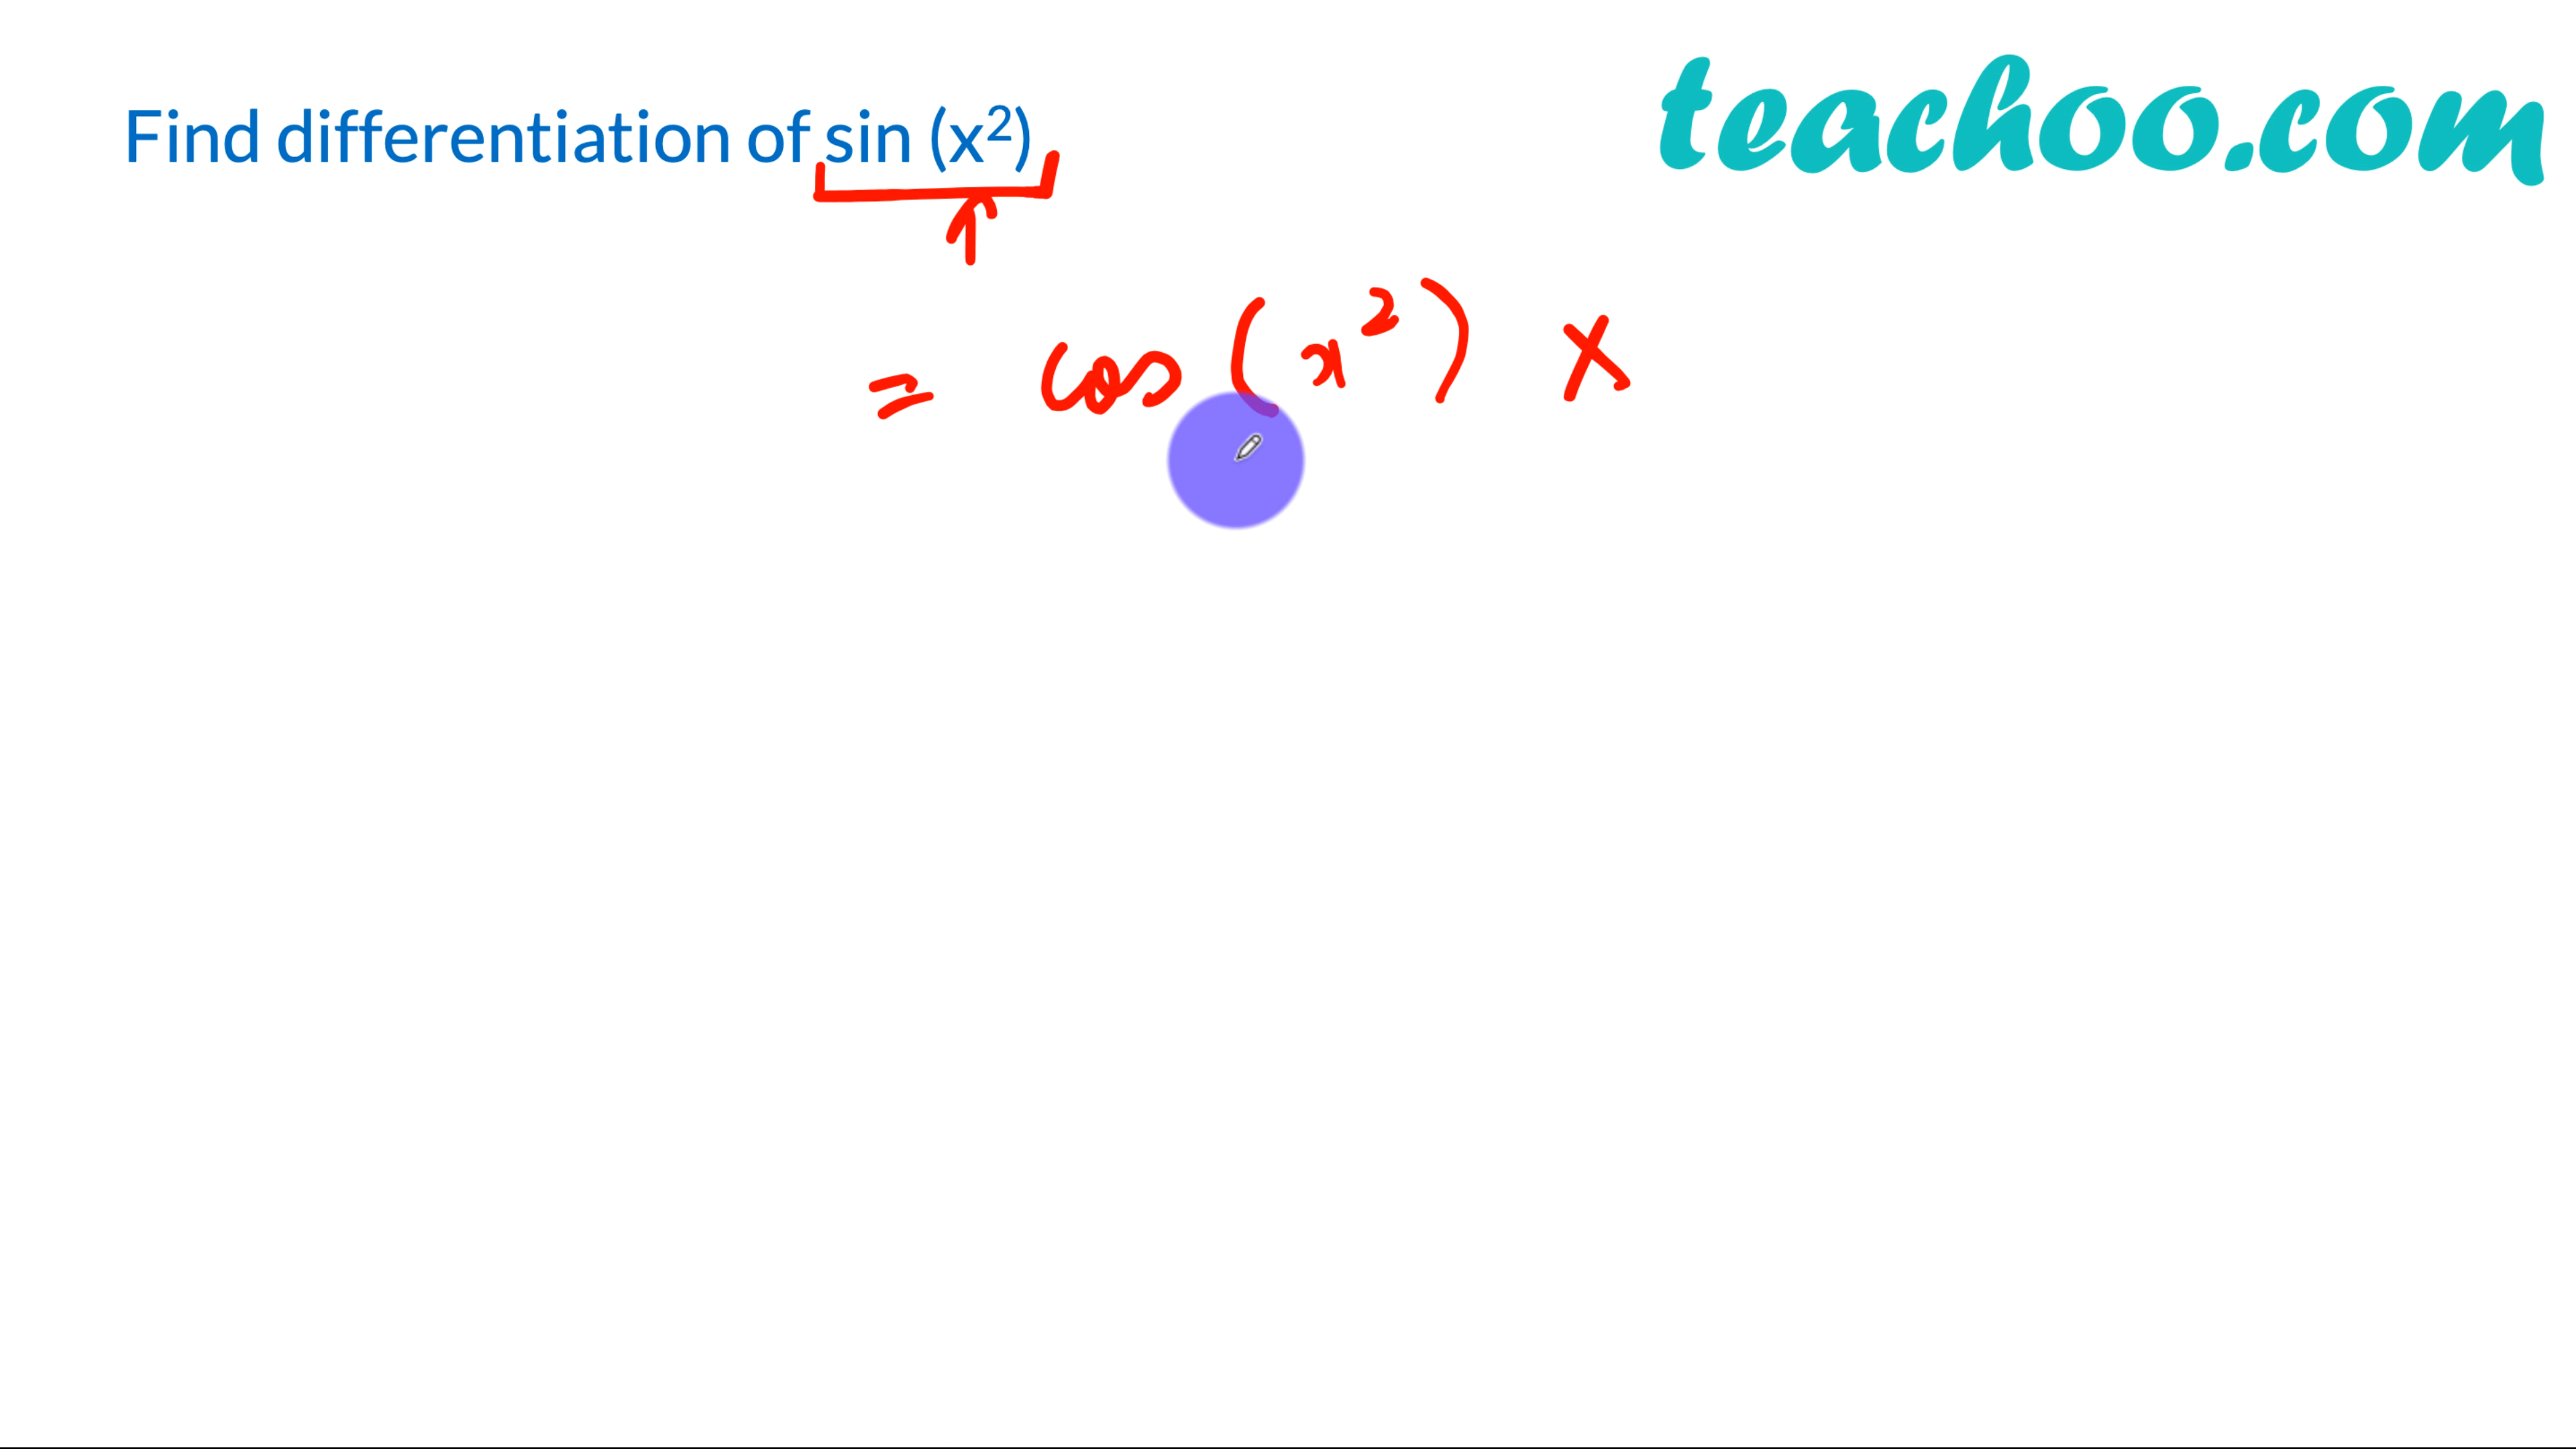 Find differentiation of sin (x²)
teachoo.com
= cos (x²) ×